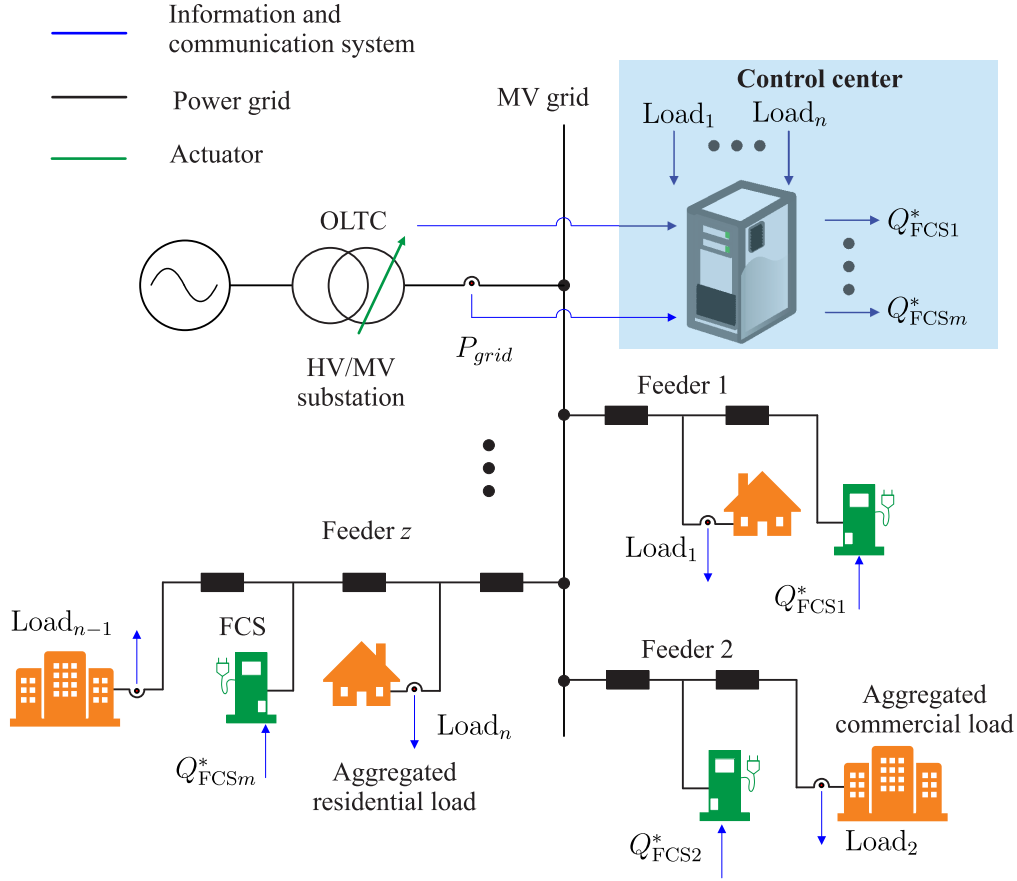 Information and
communication system
Power grid
Actuator
MV grid
Control center
Load₁
Loadₙ
OLTC
Q*FCS1
Q*FCSm
P_grid
HV/MV
substation
Feeder 1
Load₁
Q*FCS1
Feeder z
Loadₙ₋₁
FCS
Q*FCSm
Loadₙ
Aggregated
residential load
Feeder 2
Aggregated
commercial load
Load₂
Q*FCS2